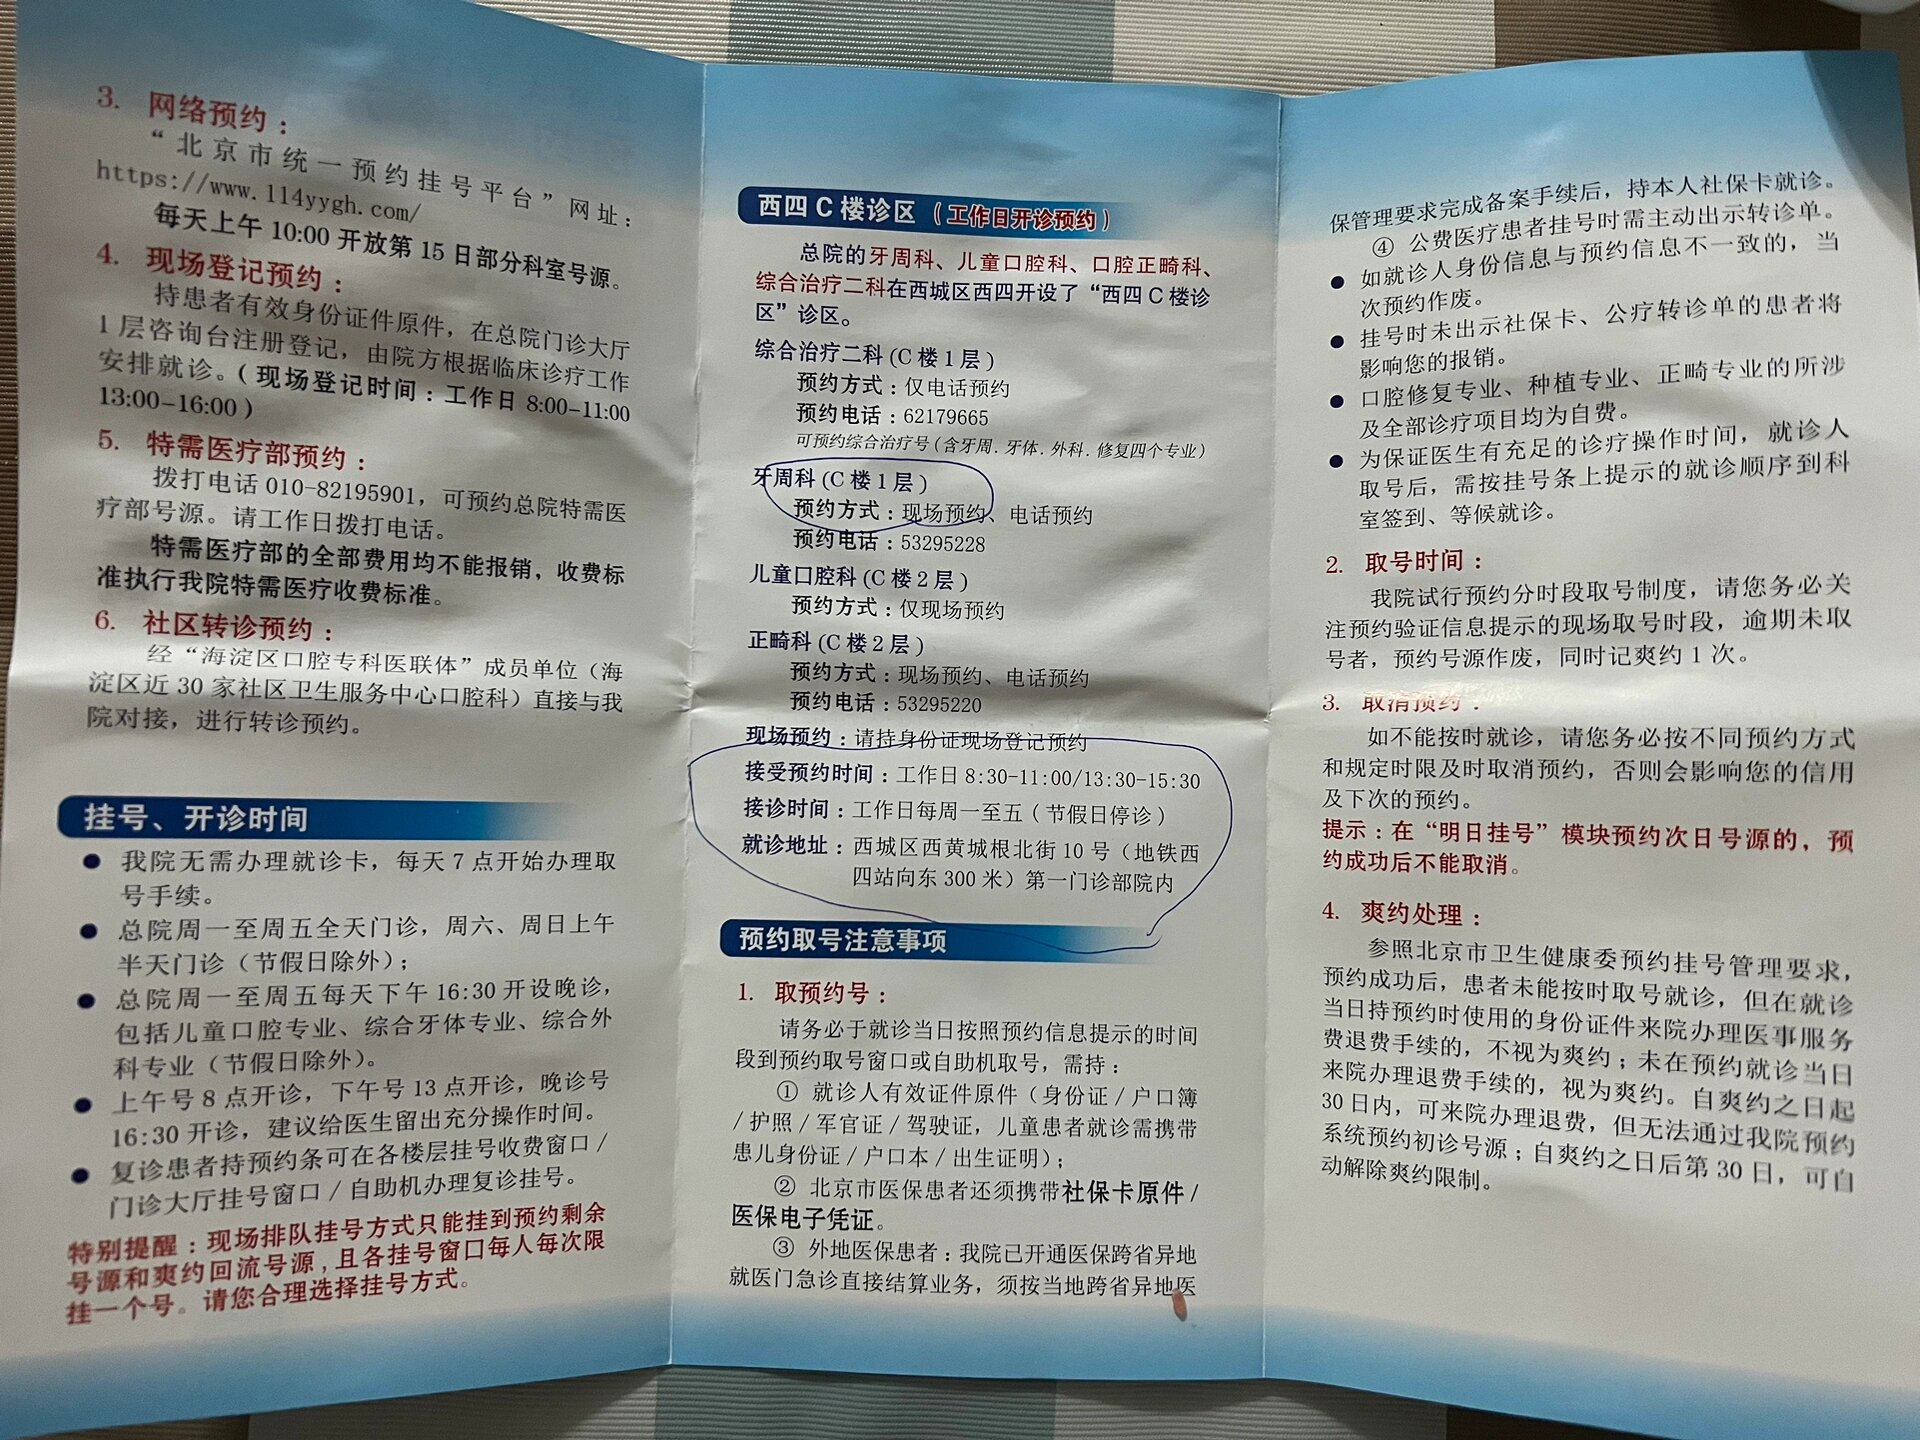 3. 网络预约：
“北京市统一预约挂号平台”网址：
https://www.114yygh.com/
每天上午 10:00 开放第 15 日部分科室号源。
4. 现场登记预约：
持患者有效身份证件原件，在总院门诊大厅
1 层咨询台注册登记，由院方根据临床诊疗工作
安排就诊。（现场登记时间：工作日 8:00-11:00
13:00-16:00）
5. 特需医疗部预约：
拨打电话 010-82195901，可预约总院特需医
疗部号源。请工作日拨打电话。
特需医疗部的全部费用均不能报销，收费标
准执行我院特需医疗收费标准。
6. 社区转诊预约：
经“海淀区口腔专科医联体”成员单位（海
淀区近 30 家社区卫生服务中心口腔科）直接与我
院对接，进行转诊预约。
挂号、开诊时间
● 我院无需办理就诊卡，每天 7 点开始办理取
号手续。
● 总院周一至周五全天门诊，周六、周日上午
半天门诊（节假日除外）；
● 总院周一至周五每天下午 16:30 开设晚诊，
包括儿童口腔专业、综合牙体专业、综合外
科专业（节假日除外）。
● 上午号 8 点开诊，下午号 13 点开诊，晚诊号
16:30 开诊，建议给医生留出充分操作时间。
● 复诊患者持预约条可在各楼层挂号收费窗口 /
门诊大厅挂号窗口 / 自助机办理复诊挂号。
特别提醒：现场排队挂号方式只能挂到预约剩余
号源和爽约回流号源，且各挂号窗口每人每次限
挂一个号。请您合理选择挂号方式。
西四 C 楼诊区（工作日开诊预约）
总院的牙周科、儿童口腔科、口腔正畸科、
综合治疗二科在西城区西四开设了“西四 C 楼诊
区”诊区。
综合治疗二科 (C 楼 1 层)
预约方式：仅电话预约
预约电话：62179665
可预约综合治疗号（含牙周.牙体.外科.修复四个专业）
牙周科 (C 楼 1 层)
预约方式：现场预约、电话预约
预约电话：53295228
儿童口腔科 (C 楼 2 层)
预约方式：仅现场预约
正畸科 (C 楼 2 层)
预约方式：现场预约、电话预约
预约电话：53295220
现场预约：请持身份证现场登记预约
接受预约时间：工作日 8:30-11:00/13:30-15:30
接诊时间：工作日每周一至五（节假日停诊）
就诊地址：西城区西黄城根北街 10 号（地铁西
四站向东 300 米）第一门诊部院内
预约取号注意事项
1. 取预约号：
请务必于就诊当日按照预约信息提示的时间
段到预约取号窗口或自助机取号，需持：
① 就诊人有效证件原件（身份证 / 户口簿
/ 护照 / 军官证 / 驾驶证，儿童患者就诊需携带
患儿身份证 / 户口本 / 出生证明）；
② 北京市医保患者还须携带社保卡原件 /
医保电子凭证。
③ 外地医保患者：我院已开通医保跨省异地
就医门急诊直接结算业务，须按当地跨省异地医
保管理要求完成备案手续后，持本人社保卡就诊。
④ 公费医疗患者挂号时需主动出示转诊单。
● 如就诊人身份信息与预约信息不一致的，当
次预约作废。
● 挂号时未出示社保卡、公疗转诊单的患者将
影响您的报销。
● 口腔修复专业、种植专业、正畸专业的所涉
及全部诊疗项目均为自费。
● 为保证医生有充足的诊疗操作时间，就诊人
取号后，需按挂号条上提示的就诊顺序到科
室签到、等候就诊。
2. 取号时间：
我院试行预约分时段取号制度，请您务必关
注预约验证信息提示的现场取号时段，逾期未取
号者，预约号源作废，同时记爽约 1 次。
3. 取消预约：
如不能按时就诊，请您务必按不同预约方式
和规定时限及时取消预约，否则会影响您的信用
及下次的预约。
提示：在“明日挂号”模块预约次日号源的，预
约成功后不能取消。
4. 爽约处理：
参照北京市卫生健康委预约挂号管理要求，
预约成功后，患者未能按时取号就诊，但在就诊
当日持预约时使用的身份证件来院办理医事服务
费退费手续的，不视为爽约；未在预约就诊当日
来院办理退费手续的，视为爽约。自爽约之日起
30 日内，可来院办理退费，但无法通过我院预约
系统预约初诊号源；自爽约之日后第 30 日，可自
动解除爽约限制。